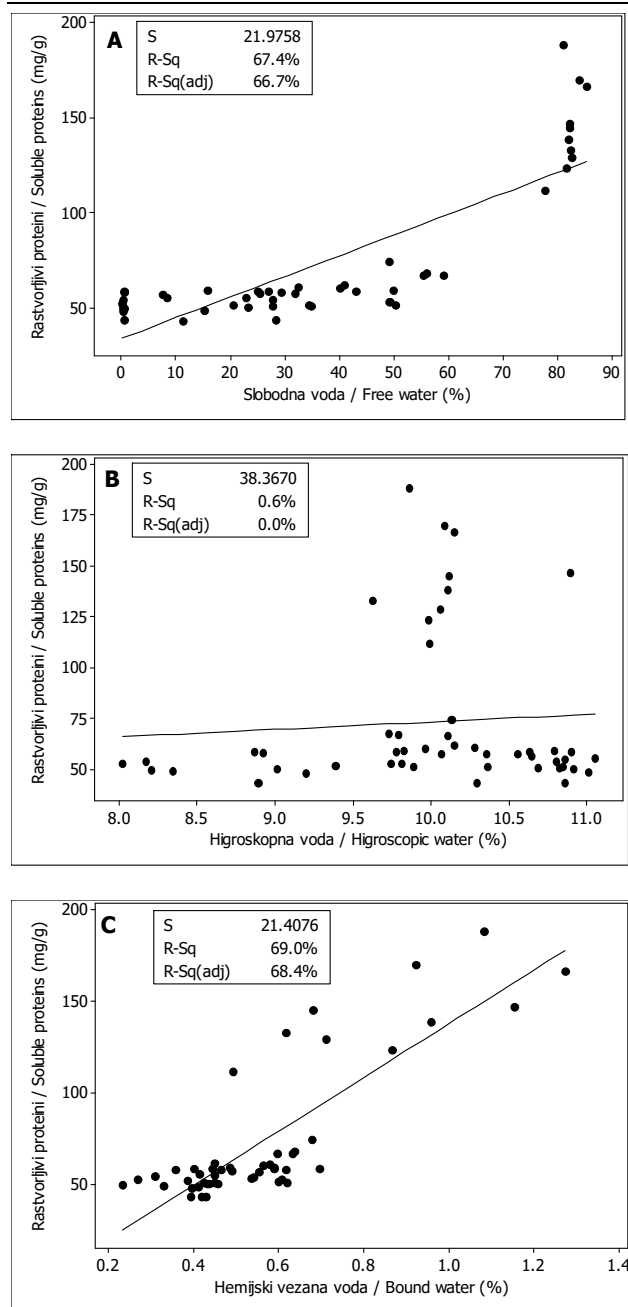 A
S 21.9758
R-Sq 67.4%
R-Sq(adj) 66.7%
Rastvorljivi proteini / Soluble proteins (mg/g)
200
150
100
50
0 10 20 30 40 50 60 70 80 90
Slobodna voda / Free water (%)
B
S 38.3670
R-Sq 0.6%
R-Sq(adj) 0.0%
Rastvorljivi proteini / Soluble proteins (mg/g)
200
175
150
125
100
75
50
8.0 8.5 9.0 9.5 10.0 10.5 11.0
Higroskopna voda / Higroscopic water (%)
C
S 21.4076
R-Sq 69.0%
R-Sq(adj) 68.4%
Rastvorljivi proteini / Soluble proteins (mg/g)
200
150
100
50
0.2 0.4 0.6 0.8 1.0 1.2 1.4
Hemijski vezana voda / Bound water (%)